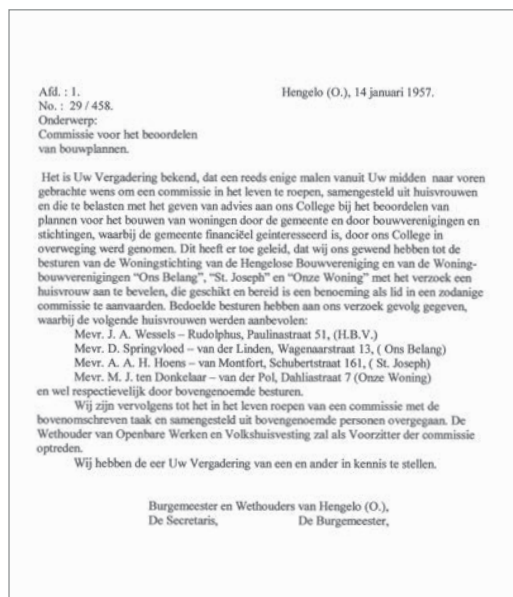 Afd. : 1. Hengelo (O.), 14 januari 1957.
No. : 29 / 458.
Onderwerp:
Commissie voor het beoordelen
van bouwplannen.
Het is Uw Vergadering bekend, dat een reeds enige malen vanuit Uw midden naar voren
gebrachte wens om een commissie in het leven te roepen, samengesteld uit huisvrouwen
en die te belasten met het geven van advies aan ons College bij het beoordelen van
plannen voor het bouwen van woningen door de gemeente en door bouwverenigingen en
stichtingen, waarbij de gemeente financiëel geinteresseerd is, door ons College in
overweging werd genomen. Dit heeft er toe geleid, dat wij ons gewend hebben tot de
besturen van de Woningstichting van de Hengelose Bouwvereniging en van de Woning-
bouwverenigingen "Ons Belang", "St. Joseph" en "Onze Woning" met het verzoek een
huisvrouw aan te bevelen, die geschikt en bereid is een benoeming als lid in een zodanige
commissie te aanvaarden. Bedoelde besturen hebben aan ons verzoek gevolg gegeven,
waarbij de volgende huisvrouwen werden aanbevolen:
Mevr. J. A. Wessels – Rudolphus, Paulinastraat 51, (H.B.V.)
Mevr. D. Springvloed – van der Linden, Wagenaarstraat 13, ( Ons Belang)
Mevr. A. A. H. Hoens – van Montfort, Schubertstraat 161, ( St. Joseph)
Mevr. M. J. ten Donkelaar – van der Pol, Dahliastraat 7 (Onze Woning)
en wel respectievelijk door bovengenoemde besturen.
Wij zijn vervolgens tot het in het leven roepen van een commissie met de
bovenomschreven taak en samengesteld uit bovengenoemde personen overgegaan. De
Wethouder van Openbare Werken en Volkshuisvesting zal als Voorzitter der commissie
optreden.
Wij hebben de eer Uw Vergadering van een en ander in kennis te stellen.
Burgemeester en Wethouders van Hengelo (O.),
De Secretaris, De Burgemeester,